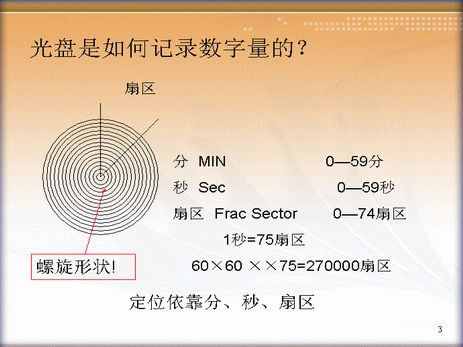 光盘是如何记录数字量的？
扇区
分 MIN 0—59分
秒 Sec 0—59秒
扇区 Frac Sector 0—74扇区
1秒=75扇区
60×60 ××75=270000扇区
螺旋形状!
定位依靠分、秒、扇区
3